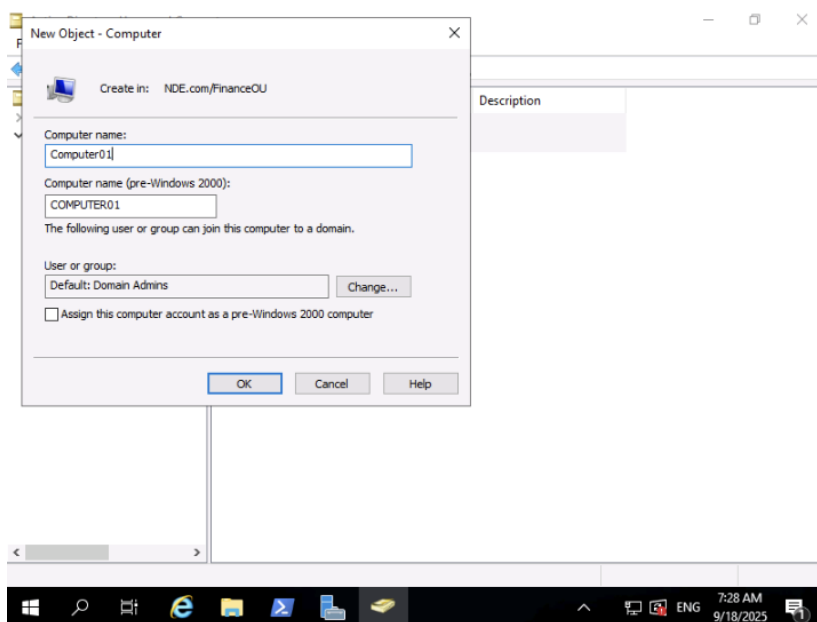 New Object - Computer
Create in: NDE.com/FinanceOU
Description
Computer name:
Computer01
Computer name (pre-Windows 2000):
COMPUTER01
The following user or group can join this computer to a domain.
User or group:
Default: Domain Admins
Change...
Assign this computer account as a pre-Windows 2000 computer
OK Cancel Help
ENG
7:28 AM
9/18/2025
1